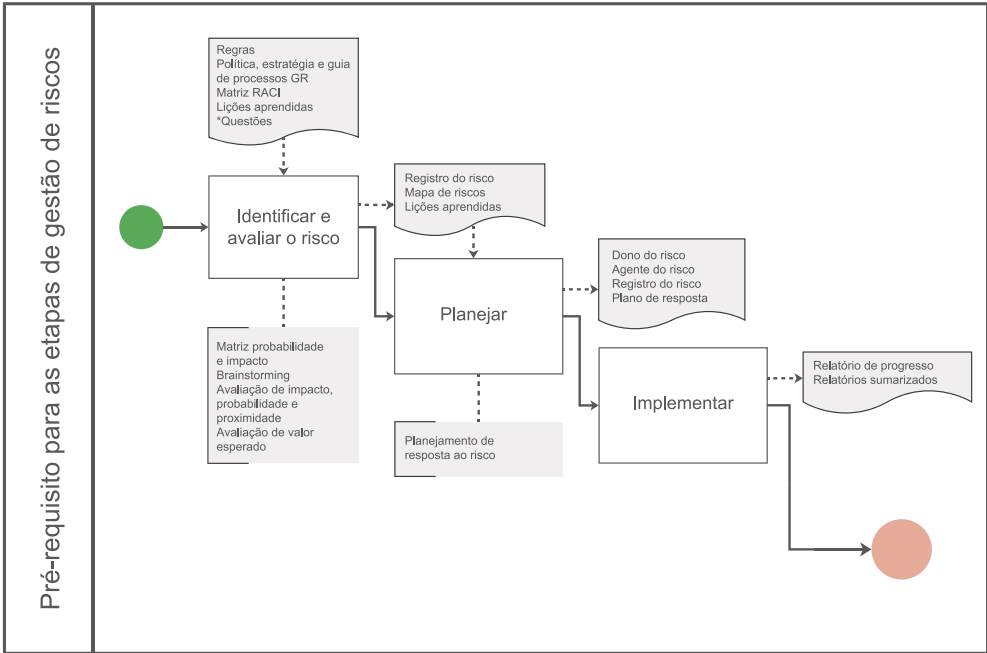 Pré-requisito para as etapas de gestão de riscos
Regras
Política, estratégia e guia
de processos GR
Matriz RACI
Lições aprendidas
*Questões
Identificar e
avaliar o risco
Registro do risco
Mapa de riscos
Lições aprendidas
Matriz probabilidade
e impacto
Brainstorming
Avaliação de impacto,
probabilidade e
proximidade
Avaliação de valor
esperado
Planejar
Dono do risco
Agente do risco
Registro do risco
Plano de resposta
Planejamento de
resposta ao risco
Implementar
Relatório de progresso
Relatórios sumarizados